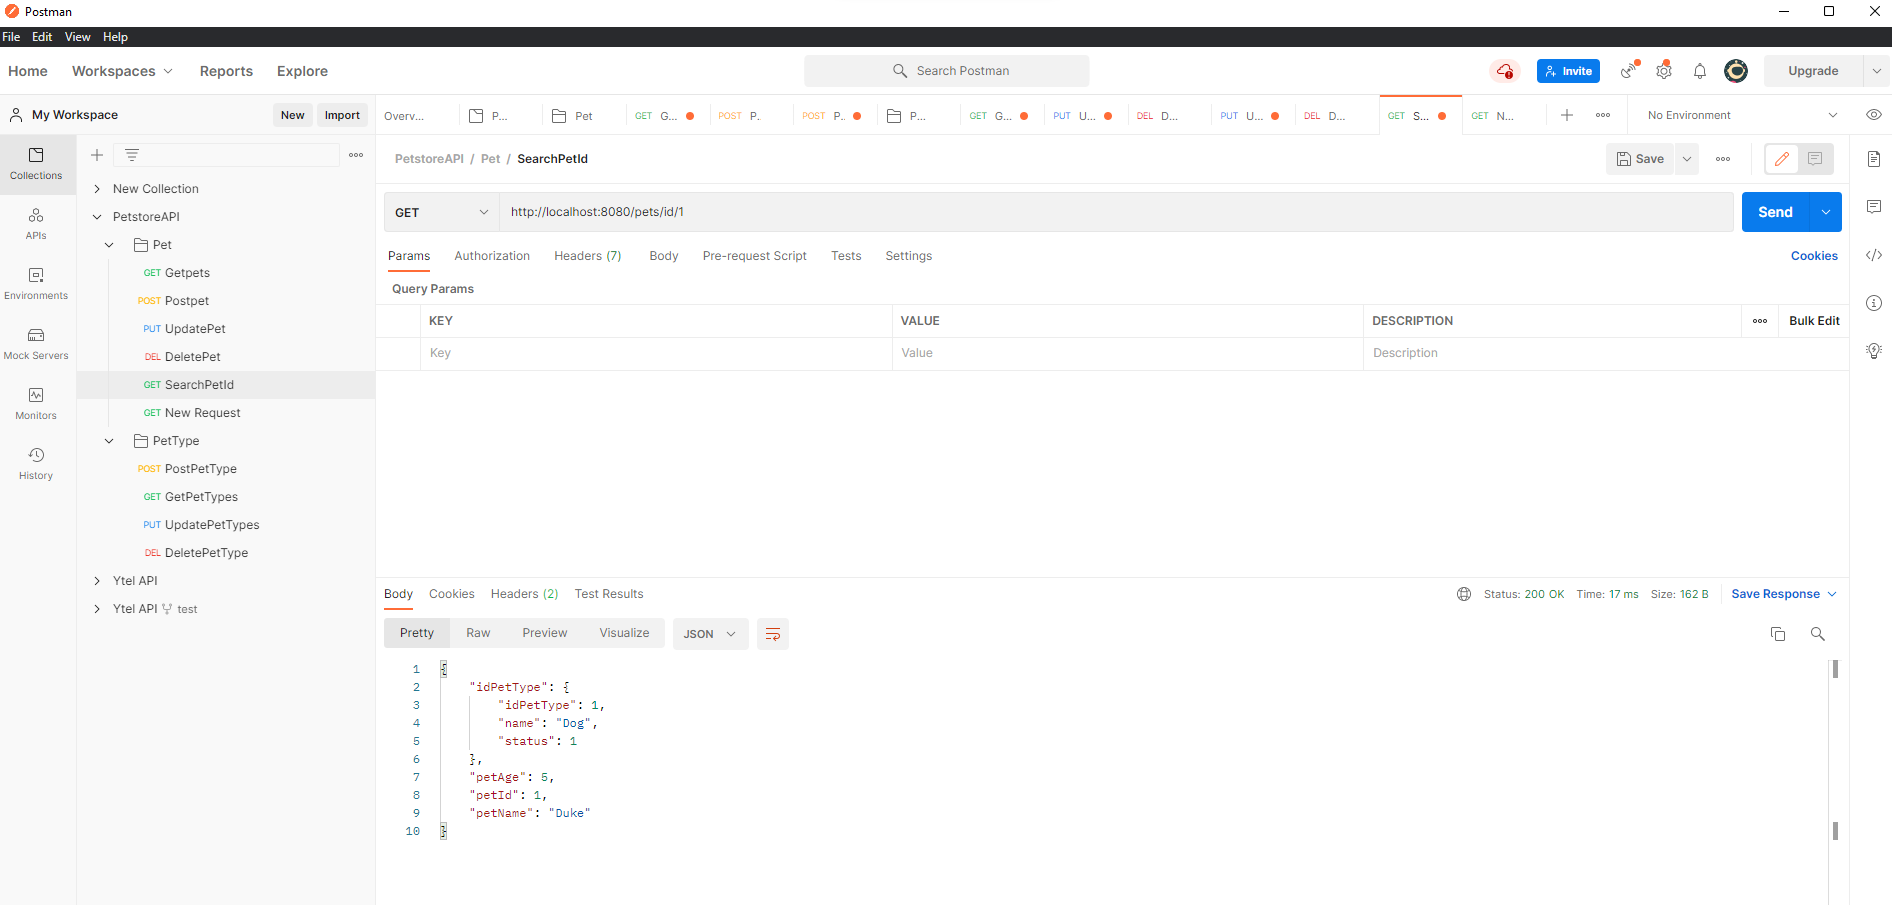 Postman
File Edit View Help
Home Workspaces Reports Explore Search Postman Invite Upgrade
My Workspace New Import
Overv... P... Pet GET G... POST P. POST P.. P... GET G... PUT U... DEL D... PUT U... DEL D... GET S... GET N... No Environment
Collections
APIs
Environments
Mock Servers
Monitors
History
New Collection
PetstoreAPI
Pet
GET Getpets
POST Postpet
PUT UpdatePet
DEL DeletePet
GET SearchPetId
GET New Request
PetType
POST PostPetType
GET GetPetTypes
PUT UpdatePetTypes
DEL DeletePetType
Ytel API
Ytel API test
PetstoreAPI / Pet / SearchPetId Save
GET http://localhost:8080/pets/id/1 Send
Params Authorization Headers (7) Body Pre-request Script Tests Settings Cookies
Query Params
KEY VALUE DESCRIPTION Bulk Edit
Key Value Description
Body Cookies Headers (2) Test Results Status: 200 OK Time: 17 ms Size: 162 B Save Response
Pretty Raw Preview Visualize JSON
1 {
2 "idPetType": {
3 "idPetType": 1,
4 "name": "Dog",
5 "status": 1
6 },
7 "petAge": 5,
8 "petId": 1,
9 "petName": "Duke"
10 }